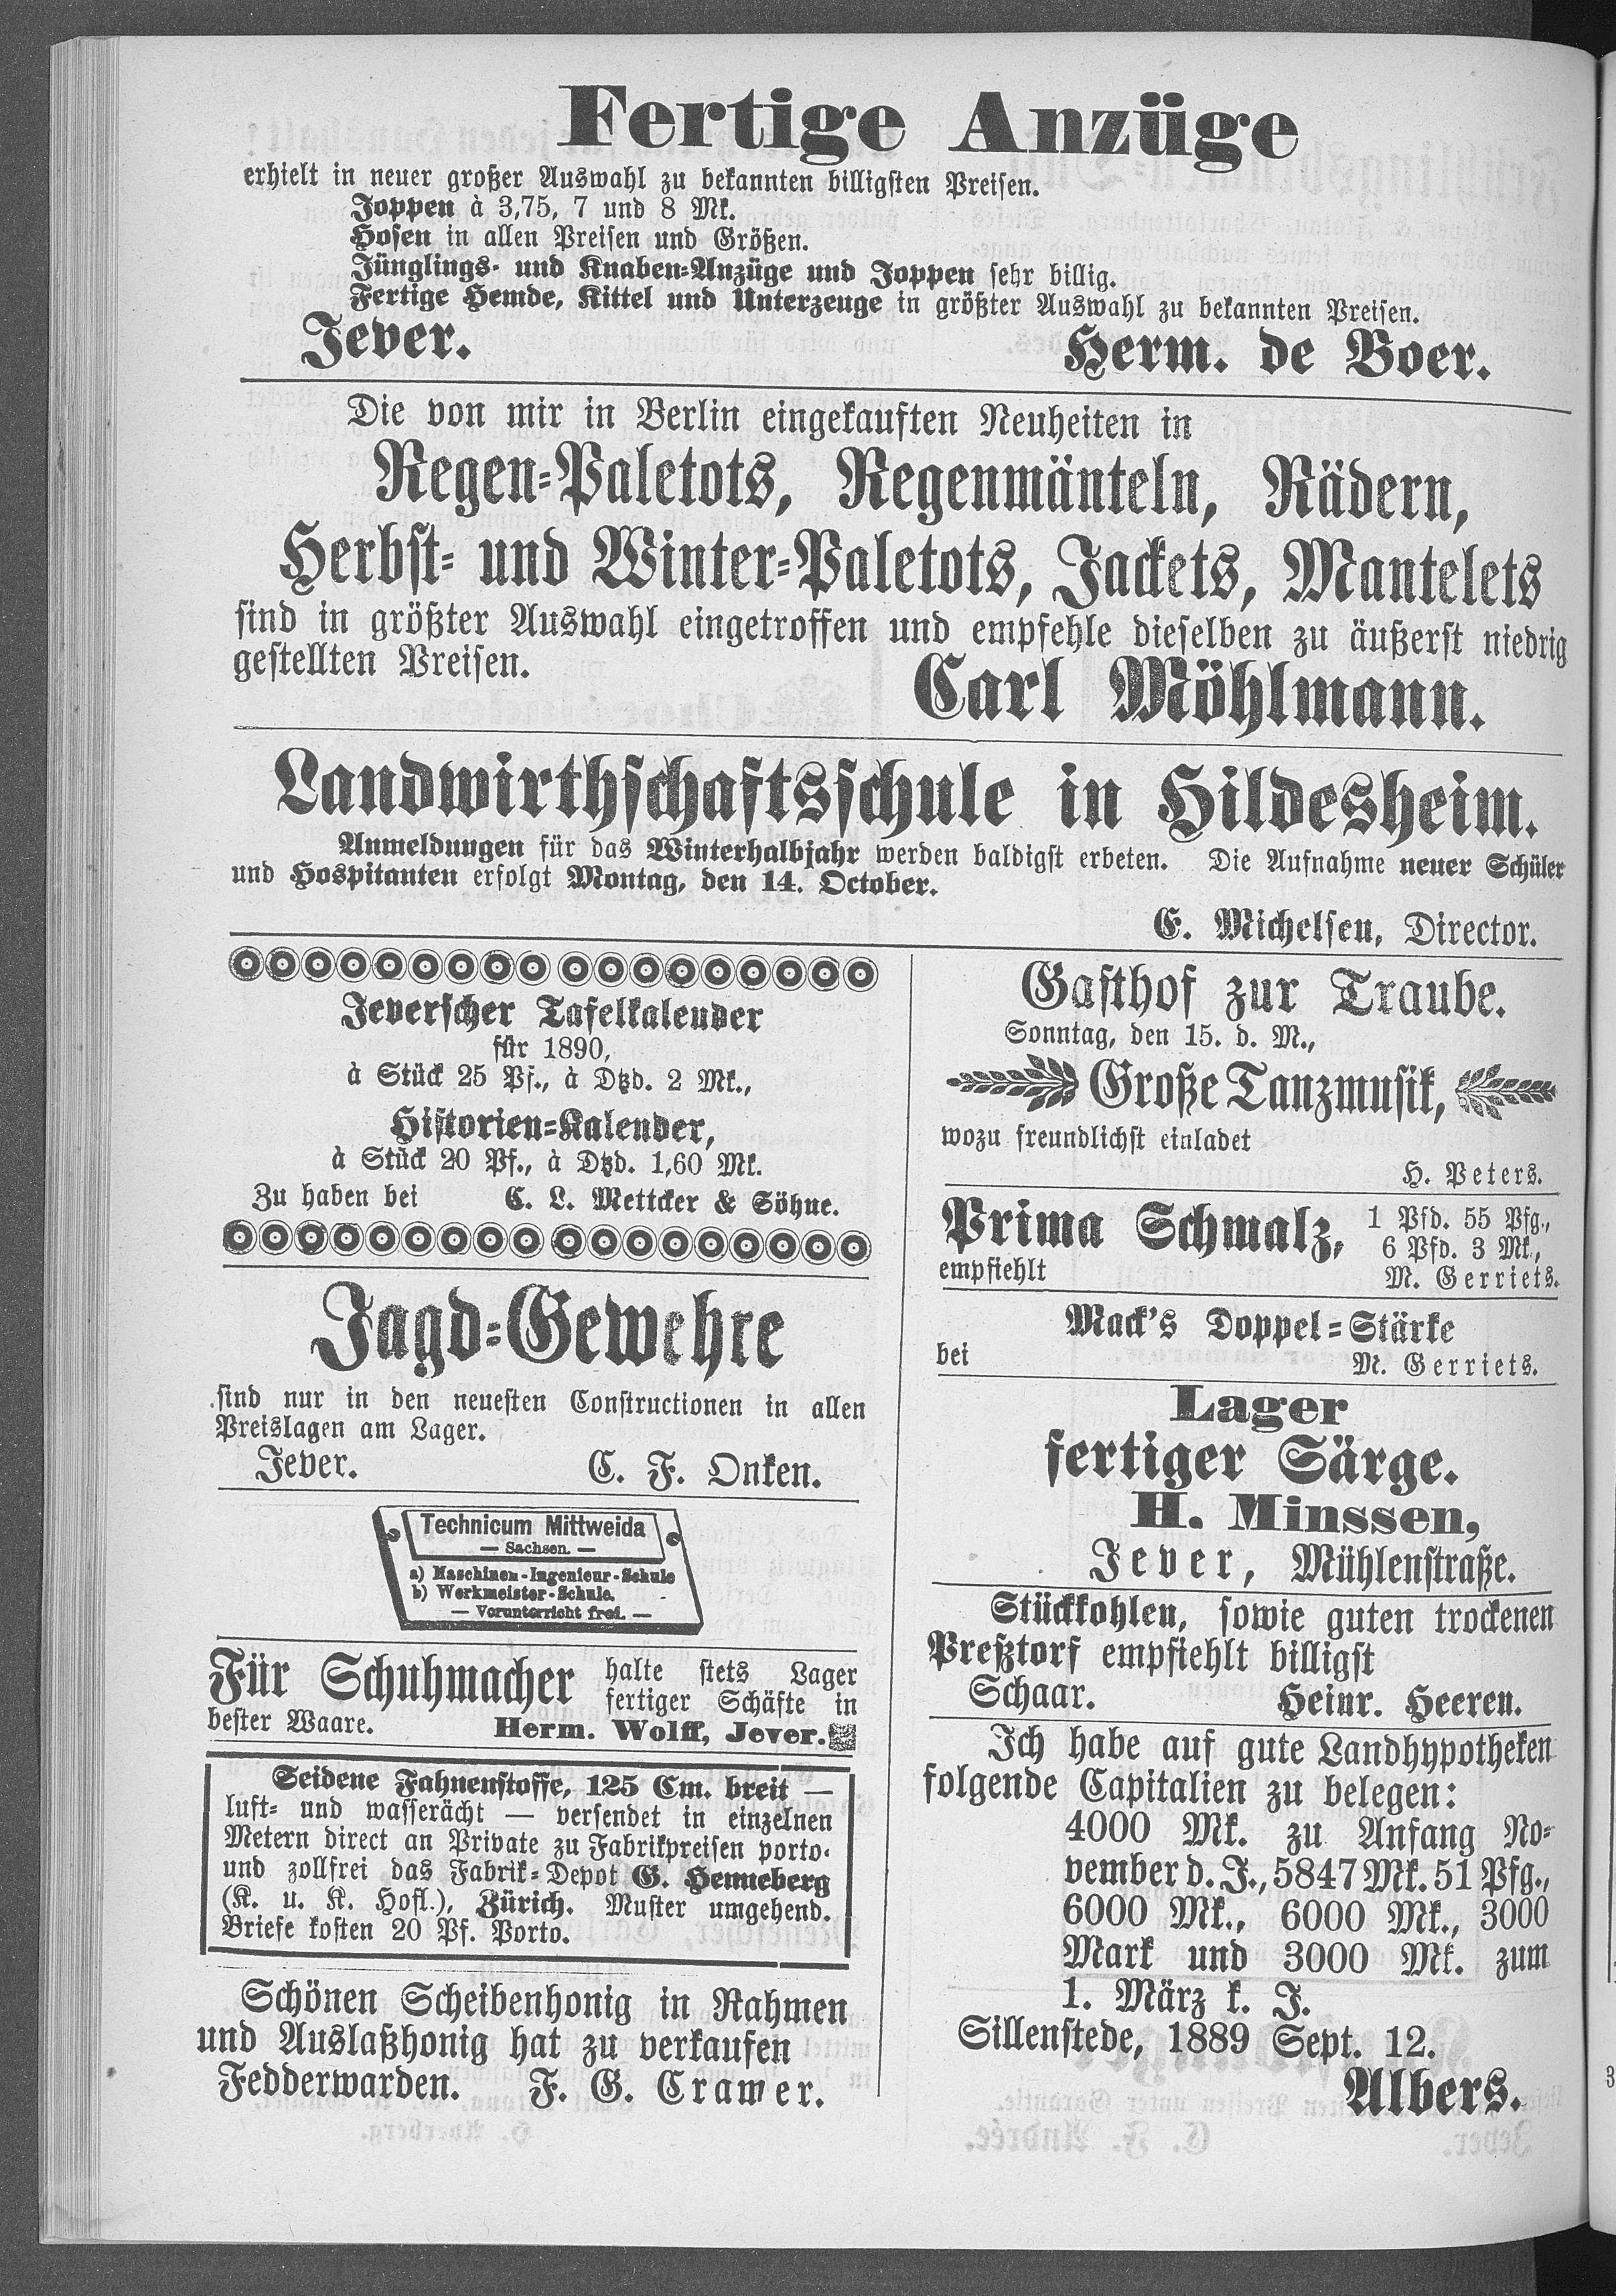 Fertige Anzüge
erhielt in neuer großer Auswahl zu bekannten billigsten Preisen.
Joppen à 3,75, 7 und 8 Mk.
Hosen in allen Preisen und Größen.
Jünglings- und Knaben-Anzüge und Joppen sehr billig.
Fertige Hemde, Kittel und Unterzeuge in größter Auswahl zu bekannten Preisen.
Jever. Herm. de Boer.
Die von mir in Berlin eingekauften Neuheiten in
Regen-Paletots, Regenmänteln, Rädern,
Herbst- und Winter-Paletots, Jackets, Mantelets
sind in größter Auswahl eingetroffen und empfehle dieselben zu äußerst niedrig
gestellten Preisen.
Carl Möhlmann.
Landwirthschaftsschule in Hildesheim.
Anmeldungen für das Winterhalbjahr werden baldigst erbeten. Die Aufnahme neuer Schüler
und Hospitanten erfolgt Montag, den 14. October.
E. Michelsen, Director.
Jeverscher Tafelkalender
für 1890,
à Stück 25 Pf., à Dtzd. 2 Mk.,
Historien-Kalender,
à Stück 20 Pf., à Dtzd. 1,60 Mk.
Zu haben bei C. L. Mettcker & Söhne.
Jagd-Gewehre
sind nur in den neuesten Constructionen in allen
Preislagen am Lager.
Jever. C. F. Onken.
Technicum Mittweida
— Sachsen. —
a) Maschinen-Ingenieur-Schule
b) Werkmeister-Schule.
— Vorunterricht frei. —
Für Schuhmacher halte stets Lager
fertiger Schäfte in
bester Waare. Herm. Wolff, Jever.
Seidene Fahnenstoffe, 125 Cm. breit —
luft- und wasserächt — versendet in einzelnen
Metern direct an Private zu Fabrikpreisen porto-
und zollfrei das Fabrik-Depot G. Henneberg
(K. u. K. Hofl.), Zürich. Muster umgehend.
Briefe kosten 20 Pf. Porto.
Schönen Scheibenhonig in Rahmen
und Auslaßhonig hat zu verkaufen
Fedderwarden. F. G. Cramer.
Gasthof zur Traube.
Sonntag, den 15. d. M.,
Große Tanzmusik,
wozu freundlichst einladet
H. Peters.
Prima Schmalz, 1 Pfd. 55 Pfg.,
6 Pfd. 3 Mk.,
empfiehlt M. Gerriets.
Mack's Doppel-Stärke
bei M. Gerriets.
Lager
fertiger Särge.
H. Minssen,
Jever, Mühlenstraße.
Stückkohlen, sowie guten trockenen
Preßtorf empfiehlt billigst
Schaar. Heinr. Heeren.
Ich habe auf gute Landhypotheken
folgende Capitalien zu belegen:
4000 Mk. zu Anfang No-
vember d. J., 5847 Mk. 51 Pfg.,
6000 Mk., 6000 Mk., 3000
Mark und 3000 Mk. zum
1. März k. J.
Sillenstede, 1889 Sept. 12.
Albers.